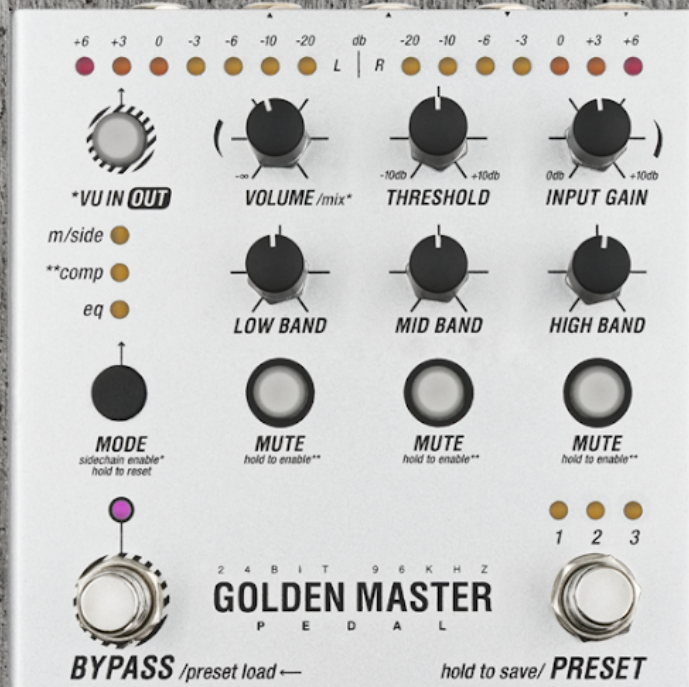 +6 +3 0 -3 -6 -10 -20 db -20 -10 -6 -3 0 +3 +6
L R
-∞ -10db +10db 0db +10db
*VU IN OUT VOLUME /mix* THRESHOLD INPUT GAIN
m/side
**comp
eq
LOW BAND MID BAND HIGH BAND
MODE MUTE MUTE MUTE
sidechain enable* hold to enable** hold to enable** hold to enable**
hold to reset
1 2 3
24BIT 96KHZ
GOLDEN MASTER
PEDAL
BYPASS /preset load ← hold to save/ PRESET